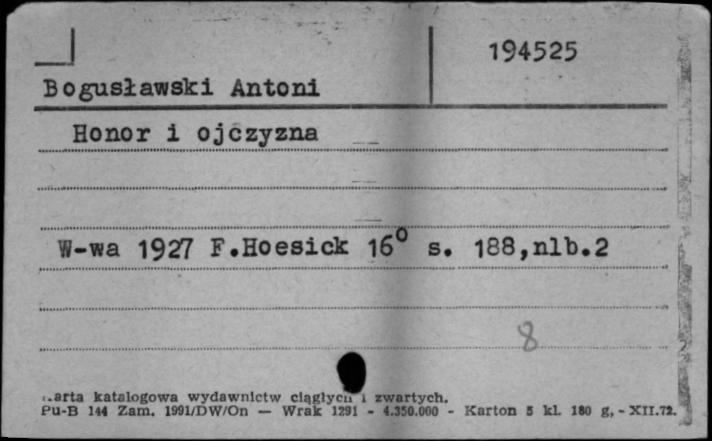 194525
Bogusławski Antoni
Honor i ojczyzna
W-wa 1927 F.Hoesick 16° s. 188,nlb.2
8
Karta katalogowa wydawnictw ciągłych i zwartych.
Pu-B 144 Zam. 1991/DW/On — Wrak 1291 - 4.350.000 - Karton 5 kl. 180 g. - XII.72.